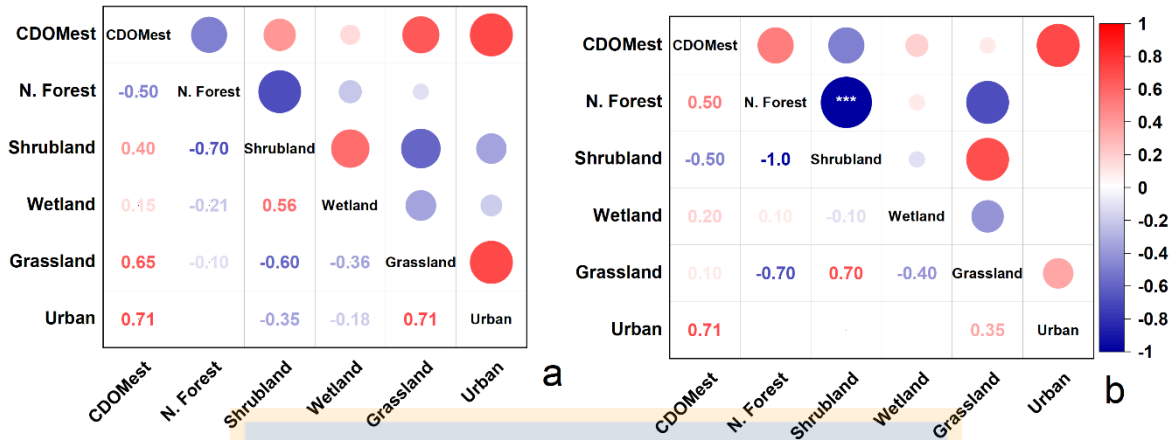 CDOMest CDOMest
N. Forest -0.50 N. Forest
Shrubland 0.40 -0.70 Shrubland
Wetland 0.15 -0.21 0.56 Wetland
Grassland 0.65 -0.10 -0.60 -0.36 Grassland
Urban 0.71 -0.35 -0.18 0.71 Urban
CDOMest N. Forest Shrubland Wetland Grassland Urban
a
CDOMest CDOMest
N. Forest 0.50 N. Forest ***
Shrubland -0.50 -1.0 Shrubland
Wetland 0.20 0.10 -0.10 Wetland
Grassland 0.10 -0.70 0.70 -0.40 Grassland
Urban 0.71 0.35 Urban
CDOMest N. Forest Shrubland Wetland Grassland Urban
b
1
0.8
0.6
0.4
0.2
0
-0.2
-0.4
-0.6
-0.8
-1